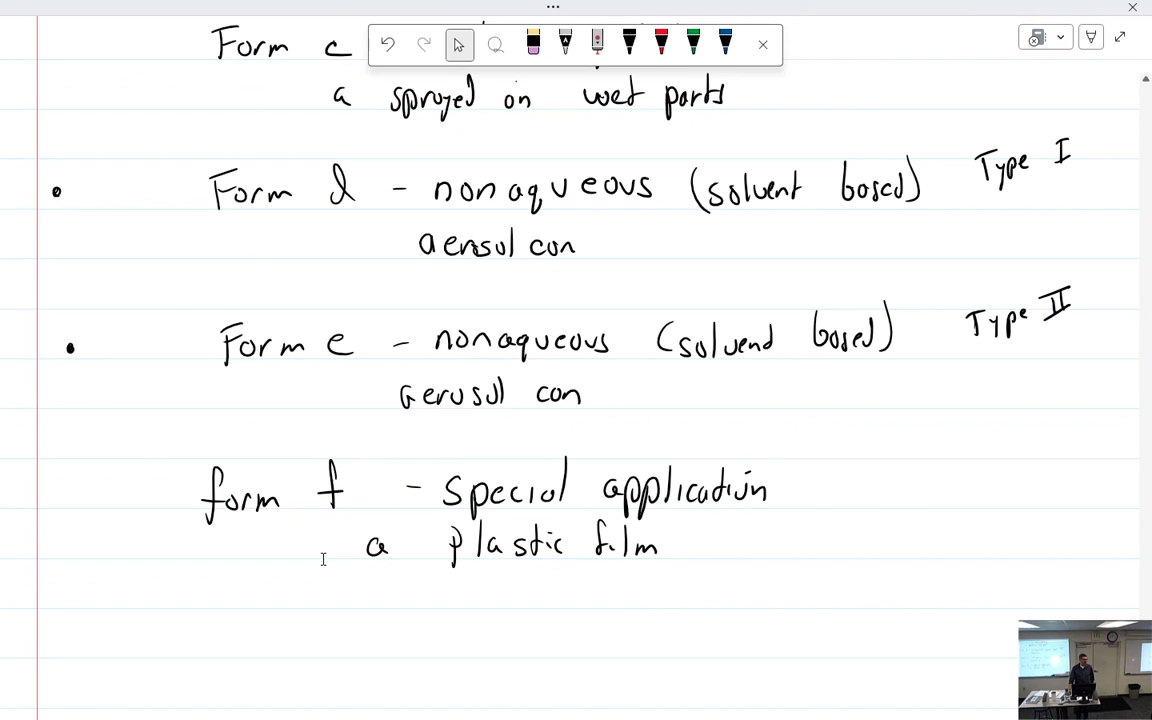 Form c
a sprayed on wet parts
Form d - nonaqueous (solvent based) Type I
aerosol can
Form e - nonaqueous (solvend based) Type II
aerosol can
form f - special application
a plastic film